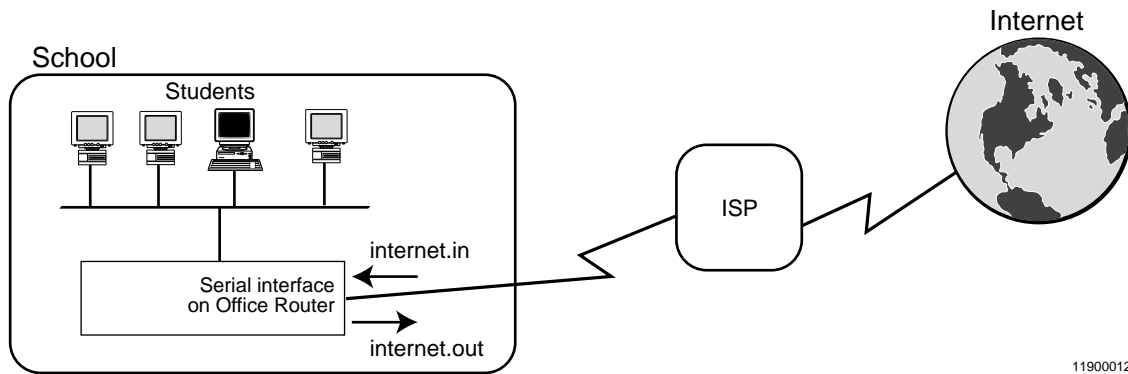 Internet
School
Students
ISP
internet.in
Serial interface
on Office Router
internet.out
11900012